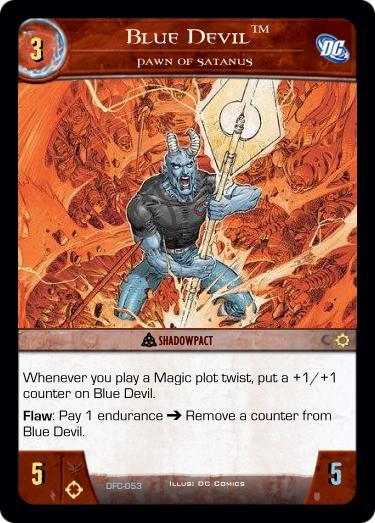 3
Blue Devil™
DC
PAWN OF SATANUS
SHADOWPACT
Whenever you play a Magic plot twist, put a +1/+1
counter on Blue Devil.
Flaw: Pay 1 endurance ➔ Remove a counter from
Blue Devil.
5
DFC-053
Illus: DC Comics
5